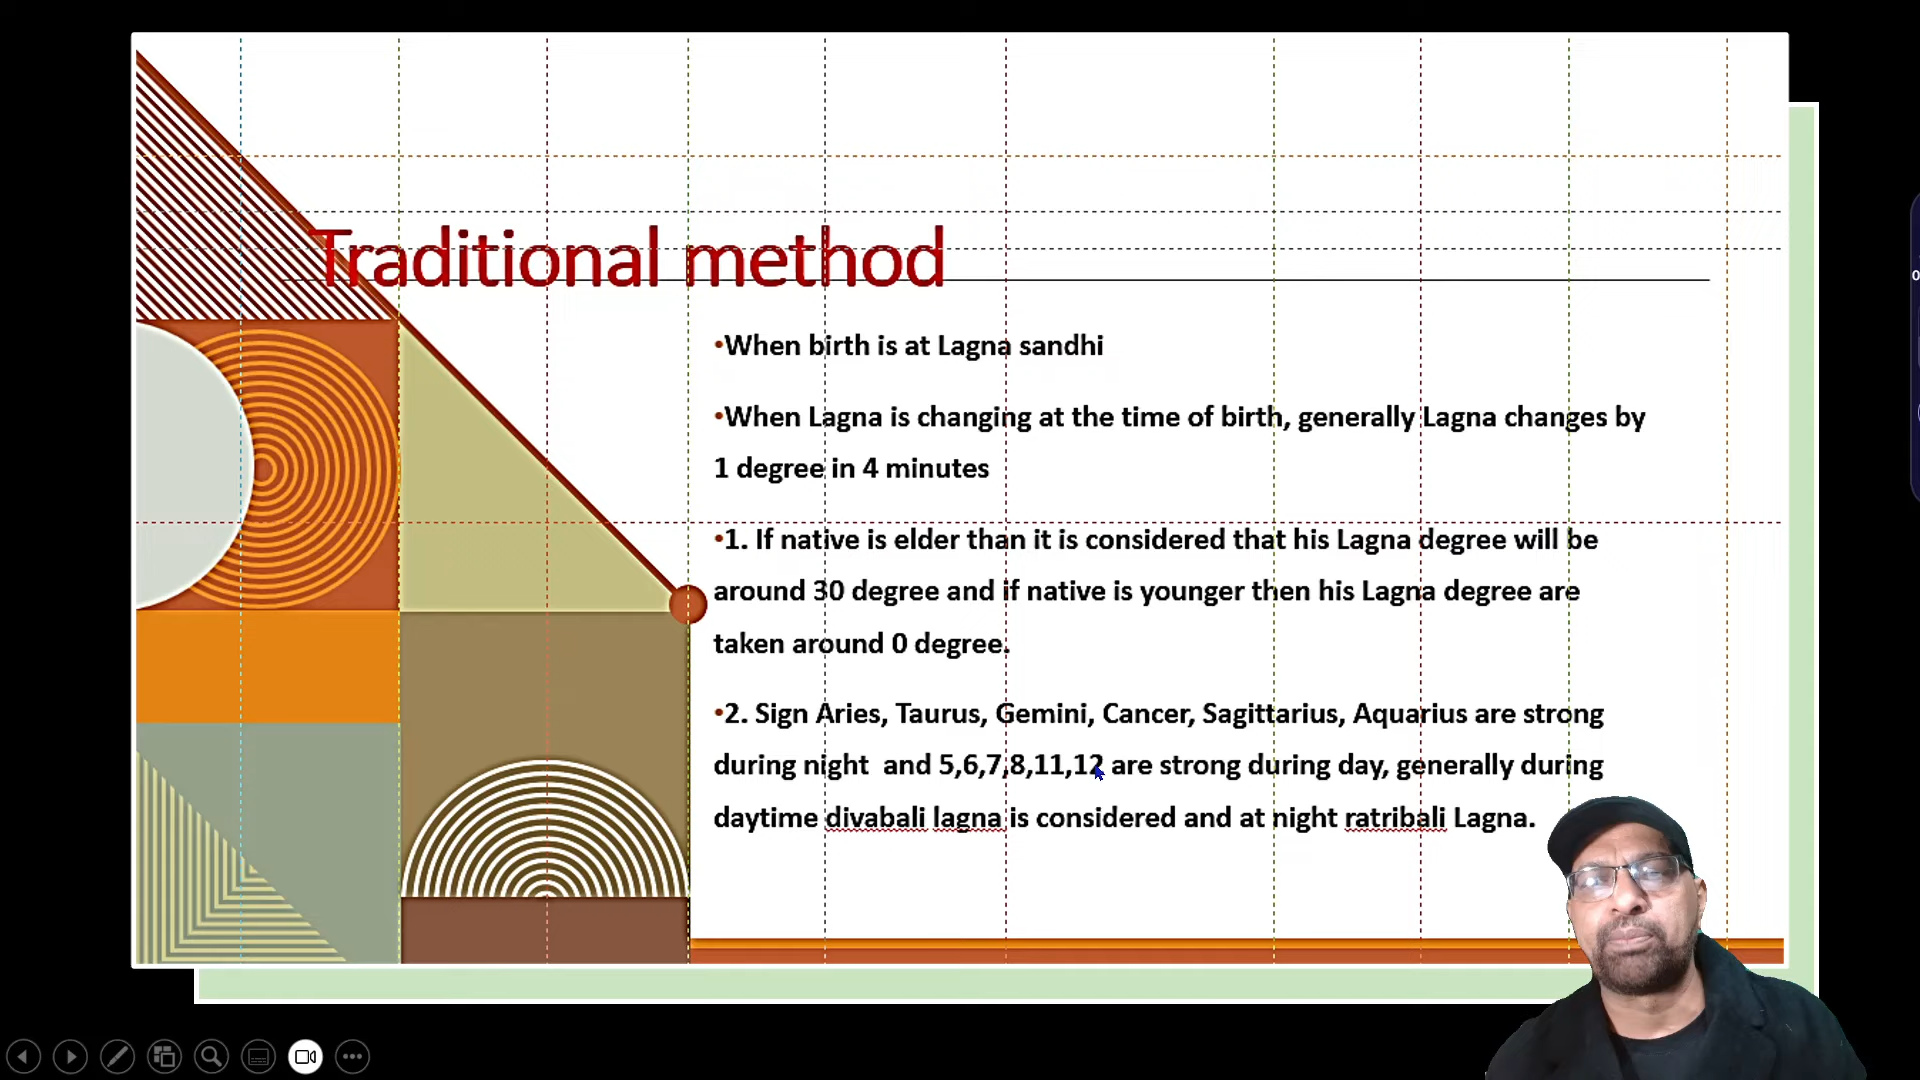 Traditional method
•When birth is at Lagna sandhi
•When Lagna is changing at the time of birth, generally Lagna changes by
1 degree in 4 minutes
•1. If native is elder than it is considered that his Lagna degree will be
around 30 degree and if native is younger then his Lagna degree are
taken around 0 degree.
•2. Sign Aries, Taurus, Gemini, Cancer, Sagittarius, Aquarius are strong
during night  and 5,6,7,8,11,12 are strong during day, generally during
daytime divabali lagna is considered and at night ratribali Lagna.